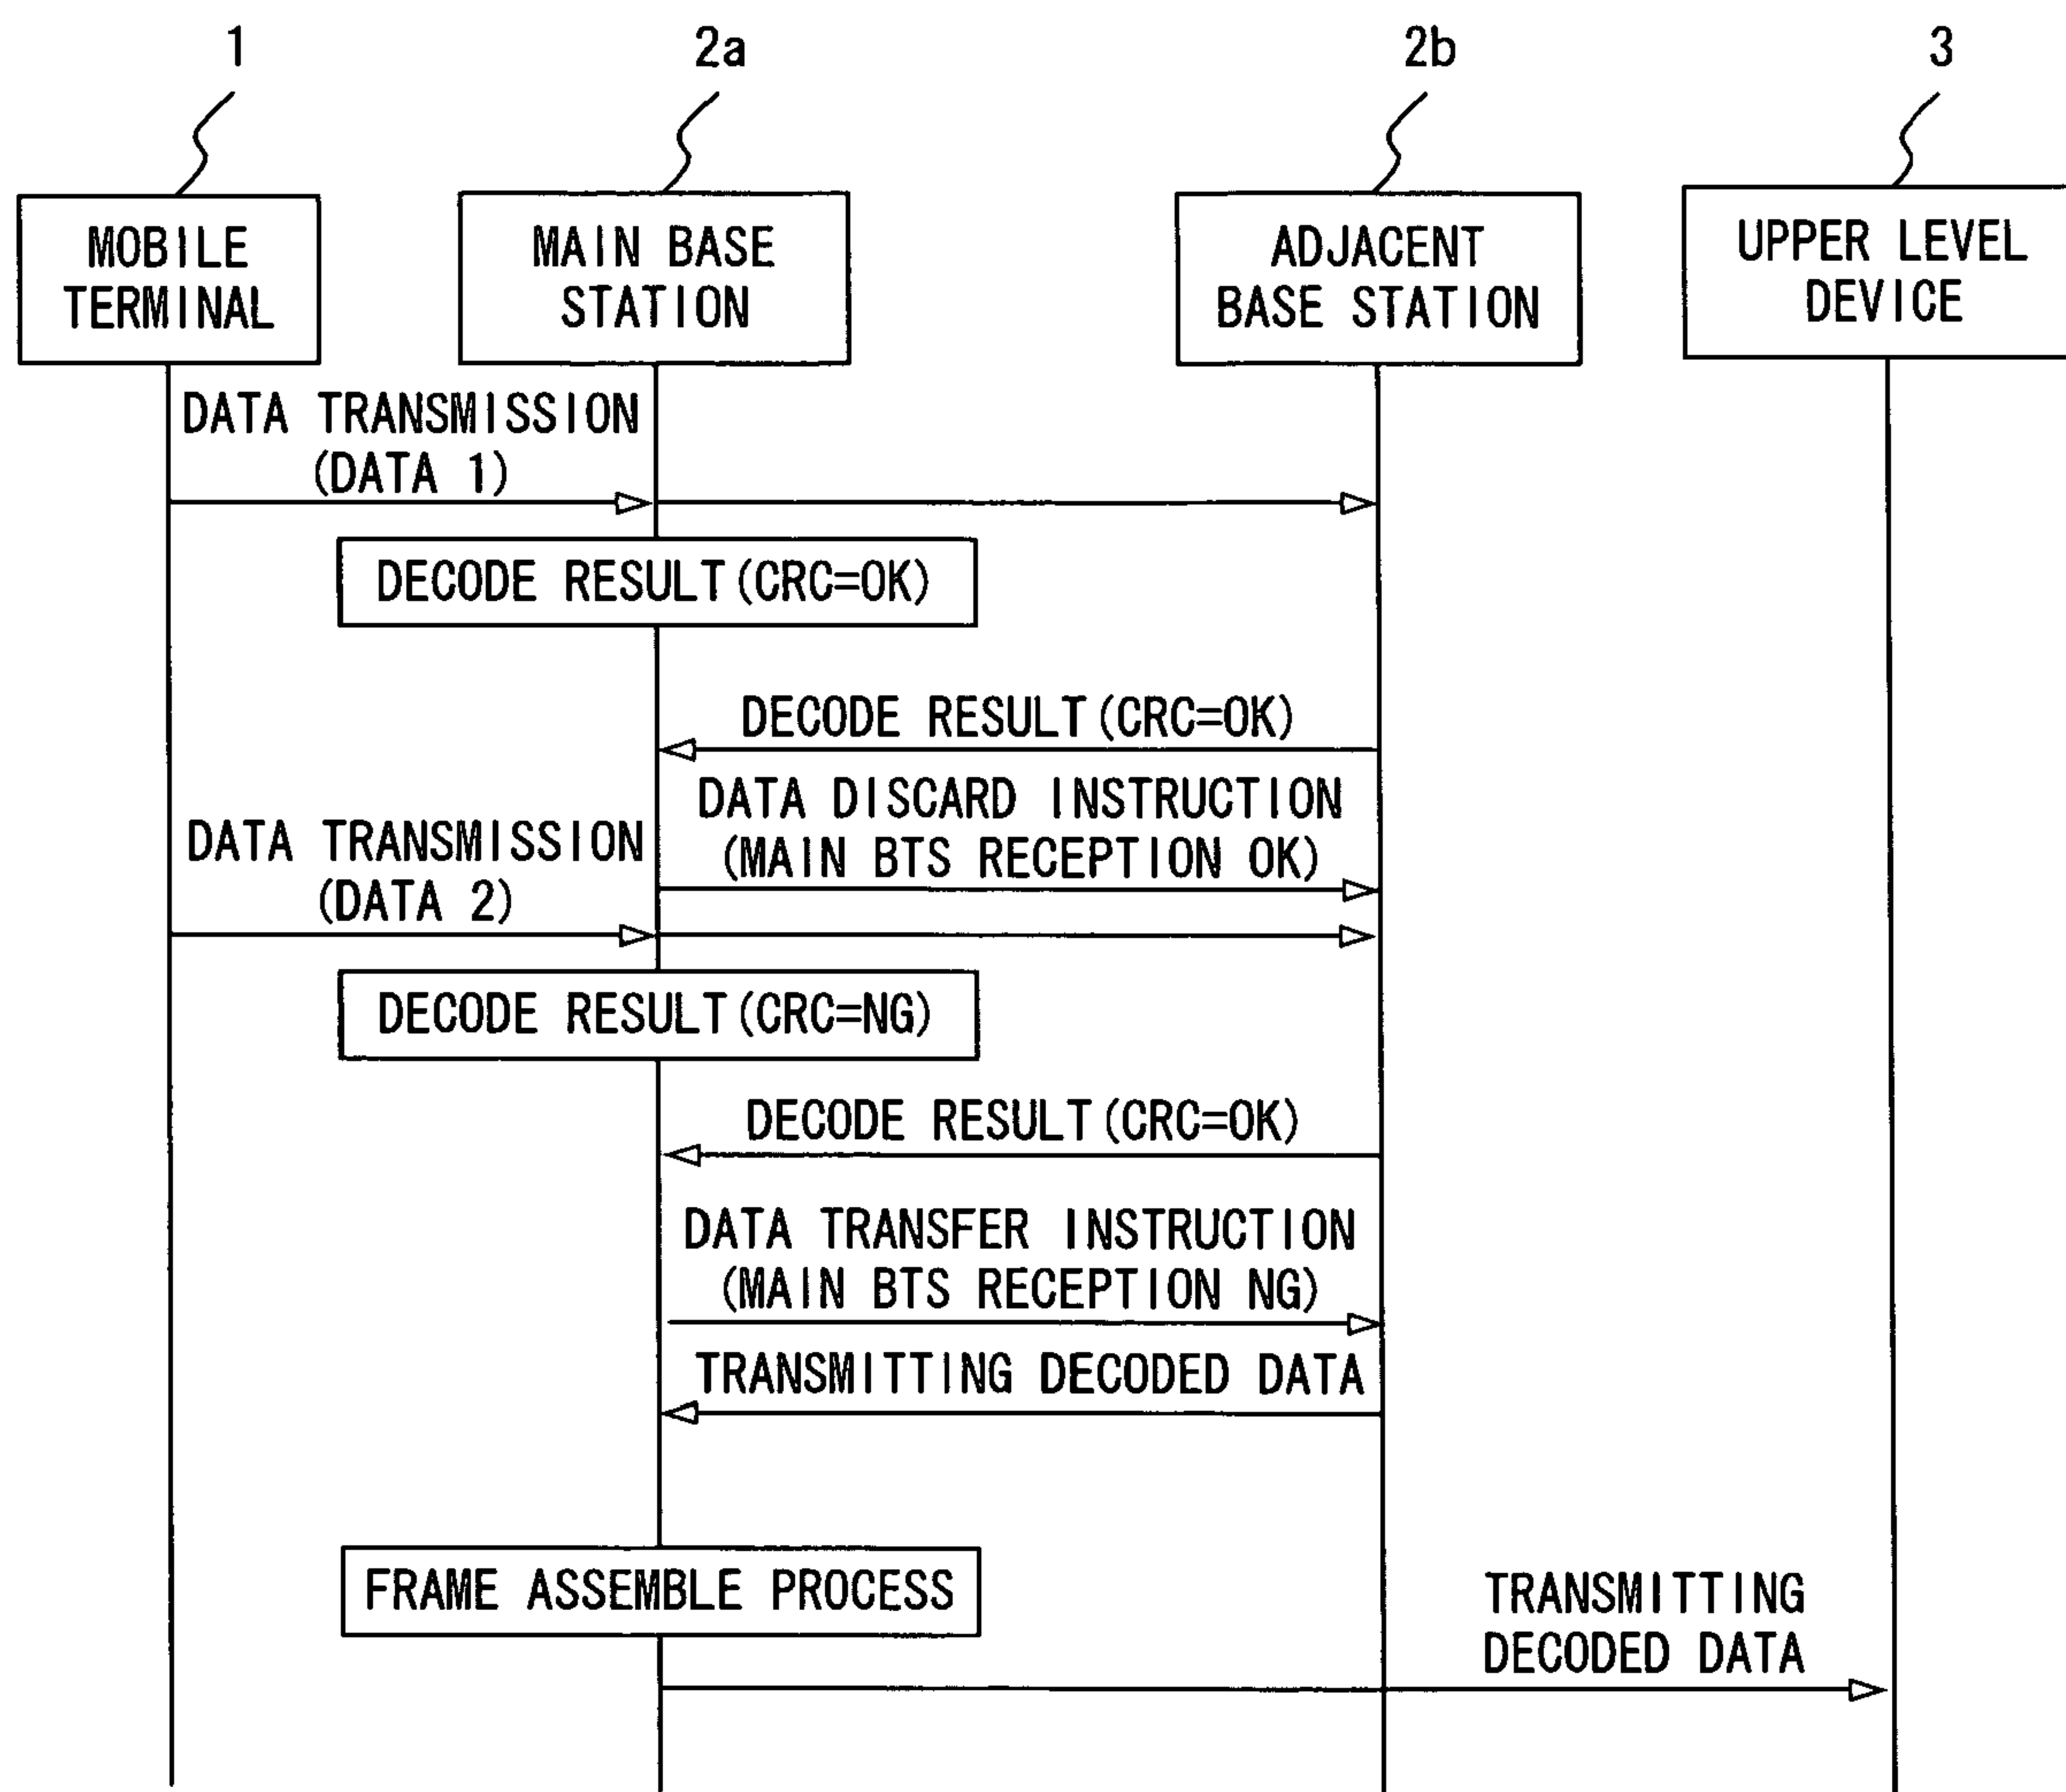 1
2a
2b
3
MOBILE
TERMINAL
MAIN BASE
STATION
ADJACENT
BASE STATION
UPPER LEVEL
DEVICE
DATA TRANSMISSION
(DATA 1)
DECODE RESULT(CRC=OK)
DECODE RESULT(CRC=OK)
DATA DISCARD INSTRUCTION
(MAIN BTS RECEPTION OK)
DATA TRANSMISSION
(DATA 2)
DECODE RESULT(CRC=NG)
DECODE RESULT(CRC=OK)
DATA TRANSFER INSTRUCTION
(MAIN BTS RECEPTION NG)
TRANSMITTING DECODED DATA
FRAME ASSEMBLE PROCESS
TRANSMITTING
DECODED DATA